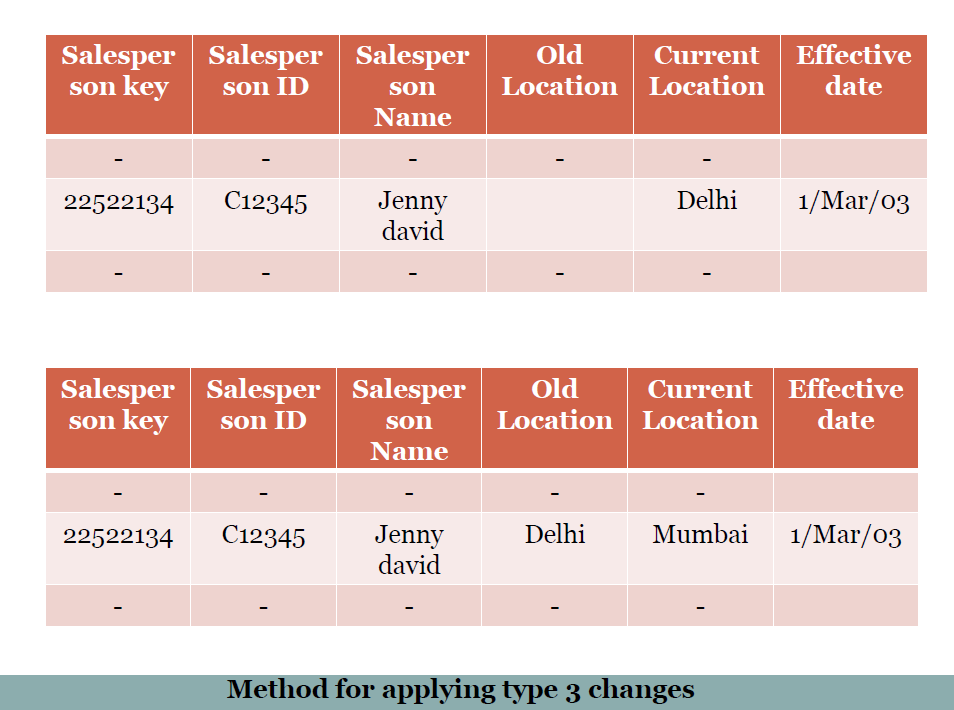 Salesper son key Salesper son ID Salesper son Name Old Location Current Location Effective date
- - - - -
22522134 C12345 Jenny david Delhi 1/Mar/03
- - - - -
Salesper son key Salesper son ID Salesper son Name Old Location Current Location Effective date
- - - - -
22522134 C12345 Jenny david Delhi Mumbai 1/Mar/03
- - - - -
Method for applying type 3 changes